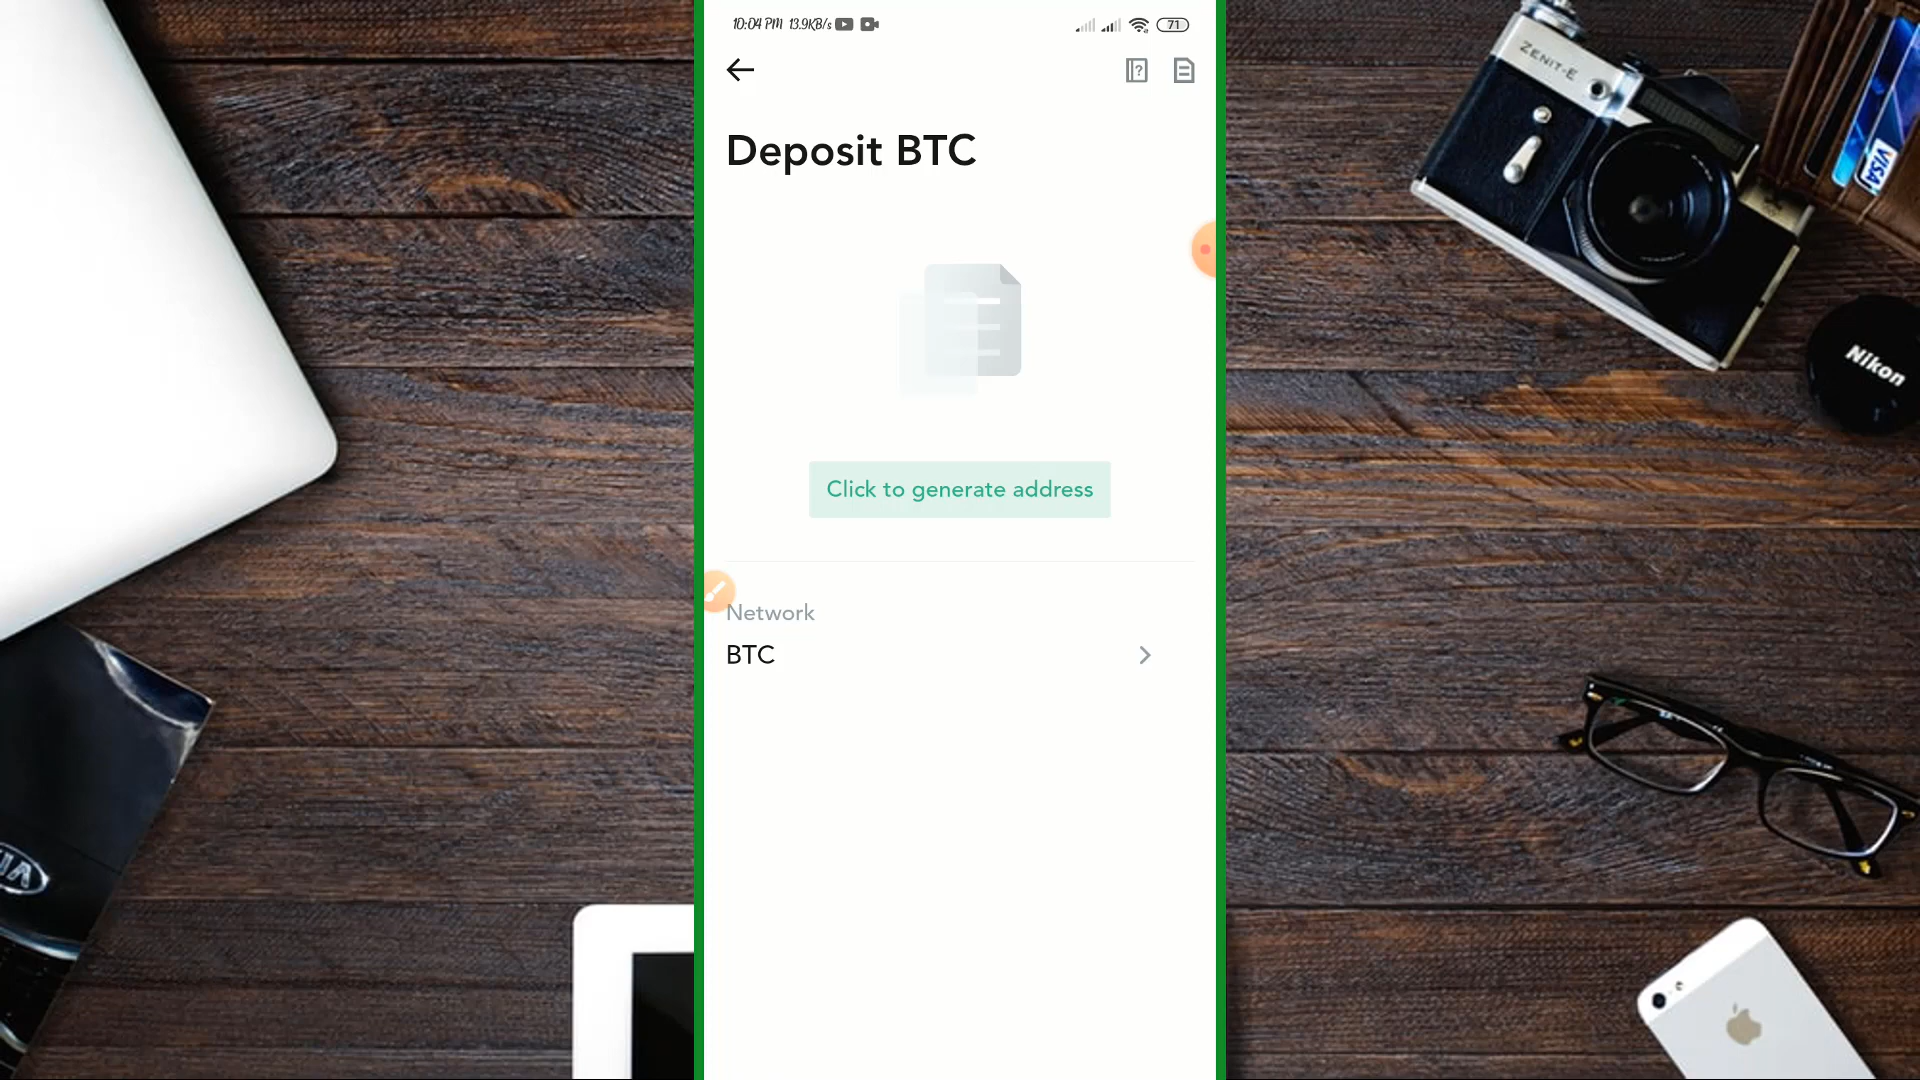 10:04 PM 13.9KB/s
71
Deposit BTC
Click to generate address
Network
BTC
ZENIT-E
VISA
Nikon